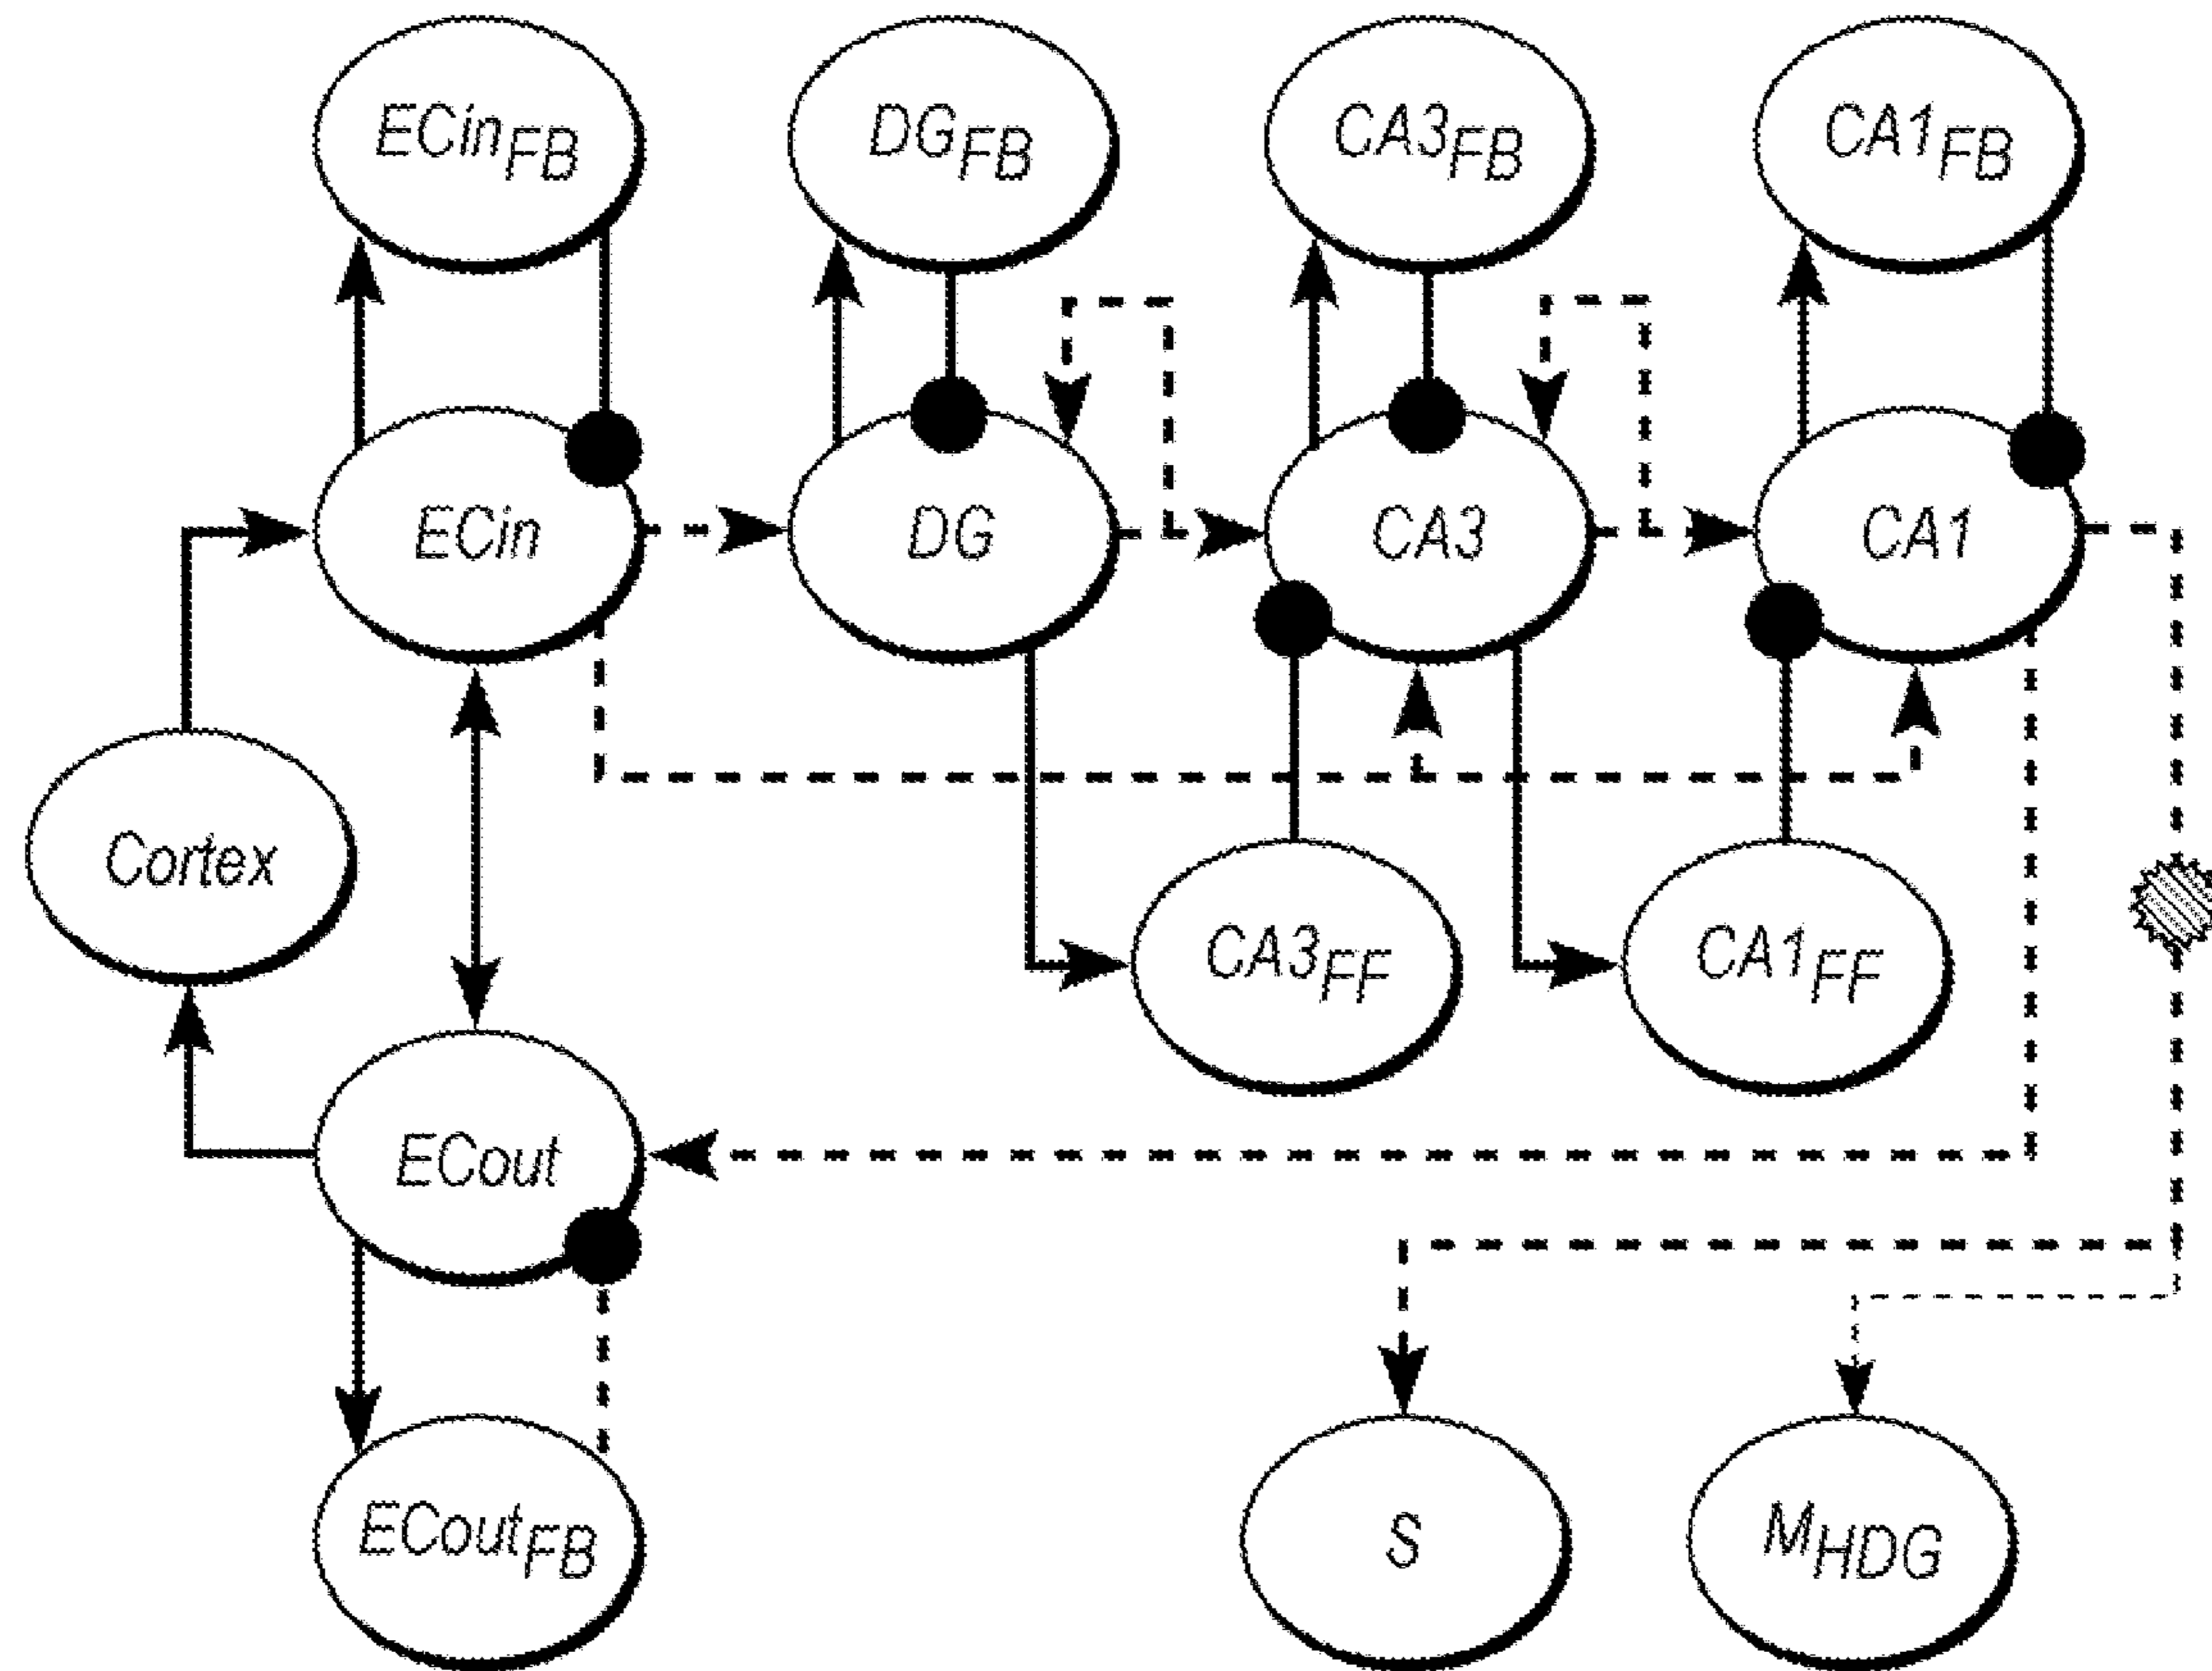 ECinFB
DGFB
CA3FB
CA1FB
ECin
DG
CA3
CA1
Cortex
CA3FF
CA1FF
ECout
ECoutFB
S
MHDG